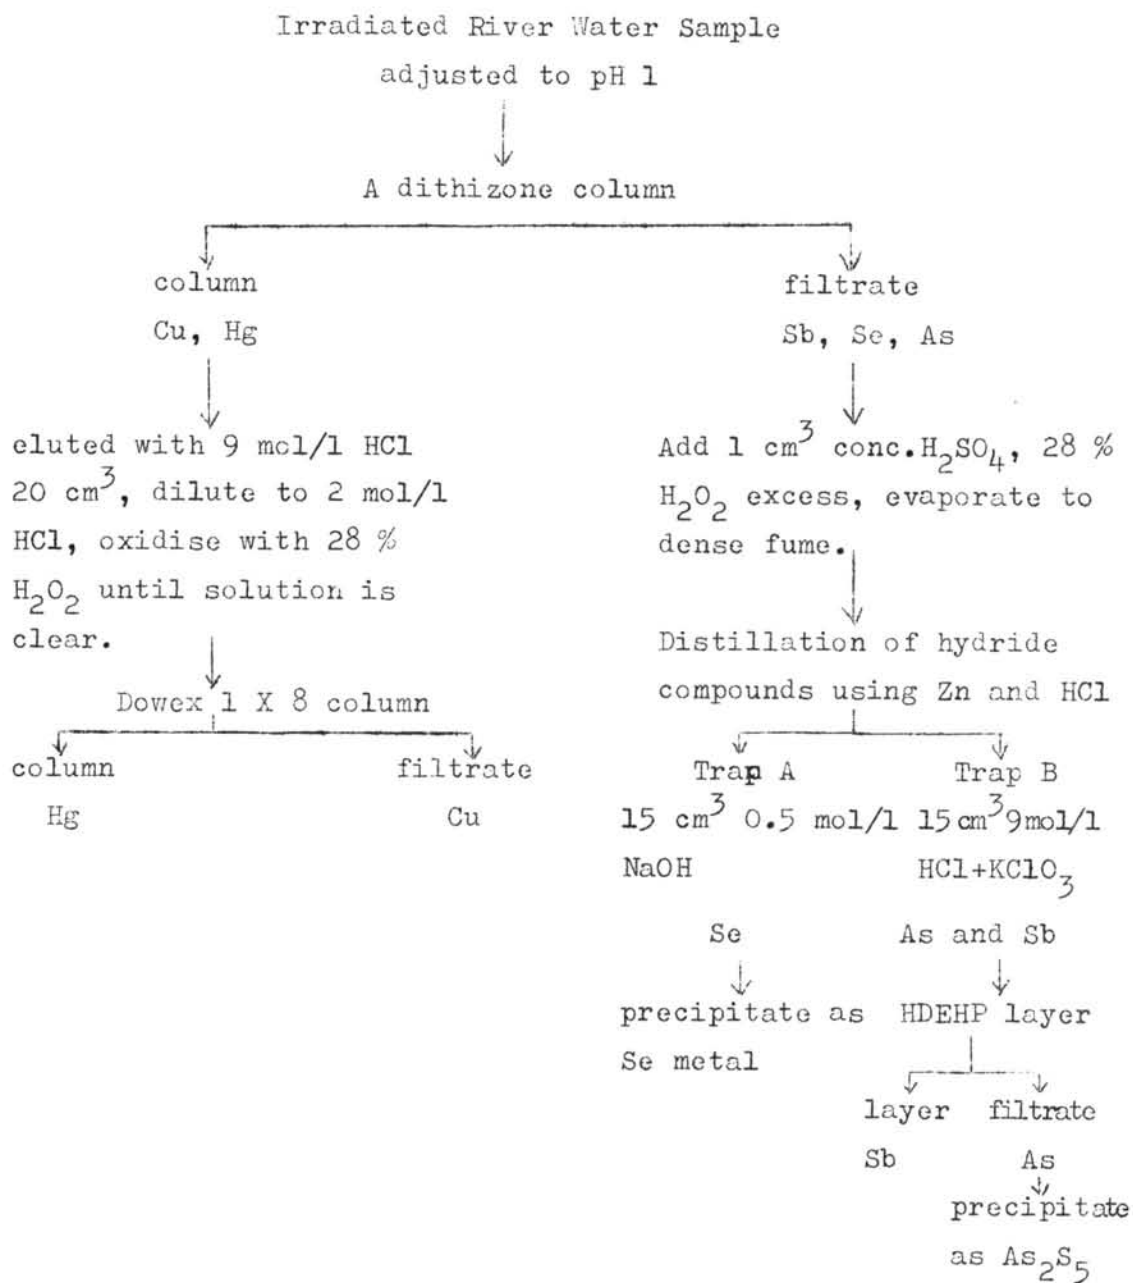 Irradiated River Water Sample
adjusted to pH 1
A dithizone column
column
Cu, Hg
eluted with 9 mol/l HCl
20 cm³, dilute to 2 mol/l
HCl, oxidise with 28 %
H₂O₂ until solution is
clear.
Dowex 1 X 8 column
column
Hg
filtrate
Cu
filtrate
Sb, Se, As
Add 1 cm³ conc.H₂SO₄, 28 %
H₂O₂ excess, evaporate to
dense fume.
Distillation of hydride
compounds using Zn and HCl
Trap A
15 cm³ 0.5 mol/l
NaOH
Se
precipitate as
Se metal
Trap B
15 cm³ 9mol/l
HCl+KClO₃
As and Sb
HDEHP layer
layer
Sb
filtrate
As
precipitate
as As₂S₅